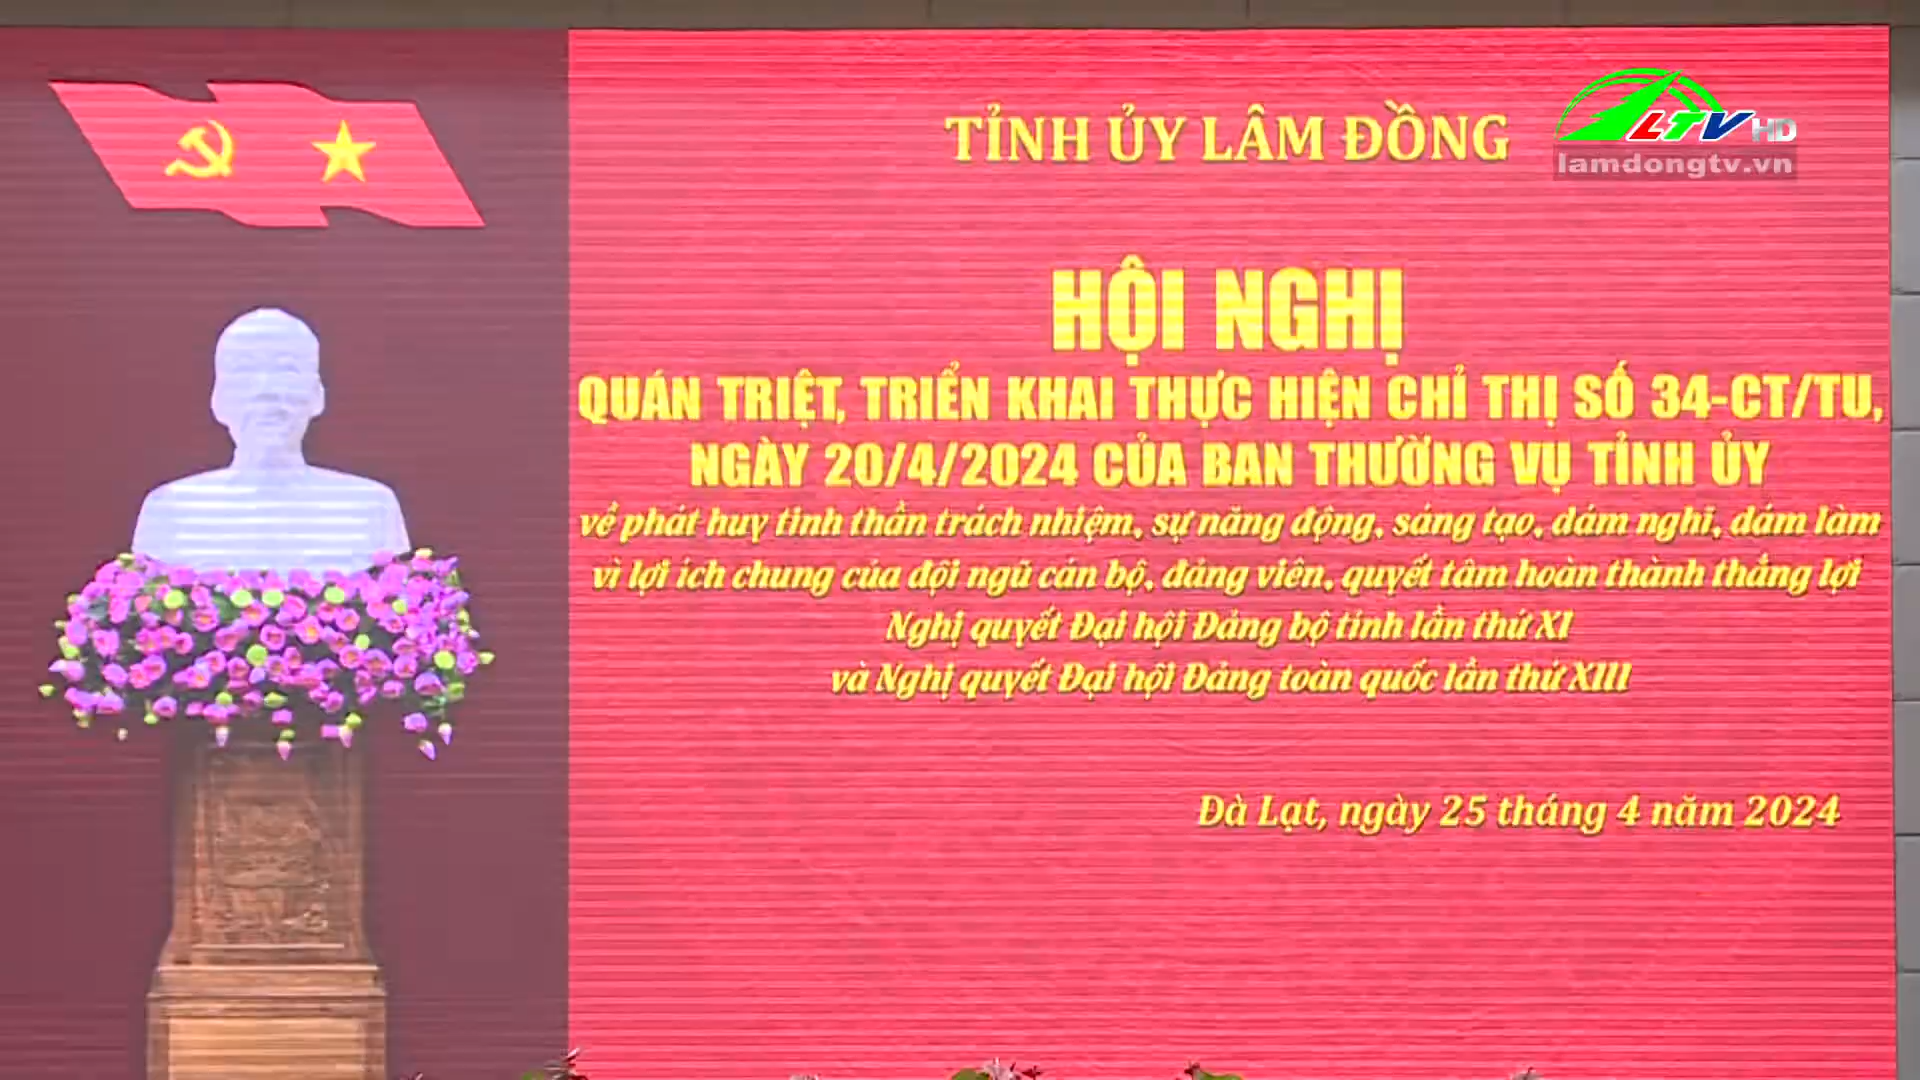 TỈNH ỦY LÂM ĐỒNG
LTV HD
lamdongtv.vn
HỘI NGHỊ
QUÁN TRIỆT, TRIỂN KHAI THỰC HIỆN CHỈ THỊ SỐ 34-CT/TU,
NGÀY 20/4/2024 CỦA BAN THƯỜNG VỤ TỈNH ỦY
về phát huy tinh thần trách nhiệm, sự năng động, sáng tạo, dám nghĩ, dám làm
vì lợi ích chung của đội ngũ cán bộ, đảng viên, quyết tâm hoàn thành thắng lợi
Nghị quyết Đại hội Đảng bộ tỉnh lần thứ XI
và Nghị quyết Đại hội Đảng toàn quốc lần thứ XIII
Đà Lạt, ngày 25 tháng 4 năm 2024